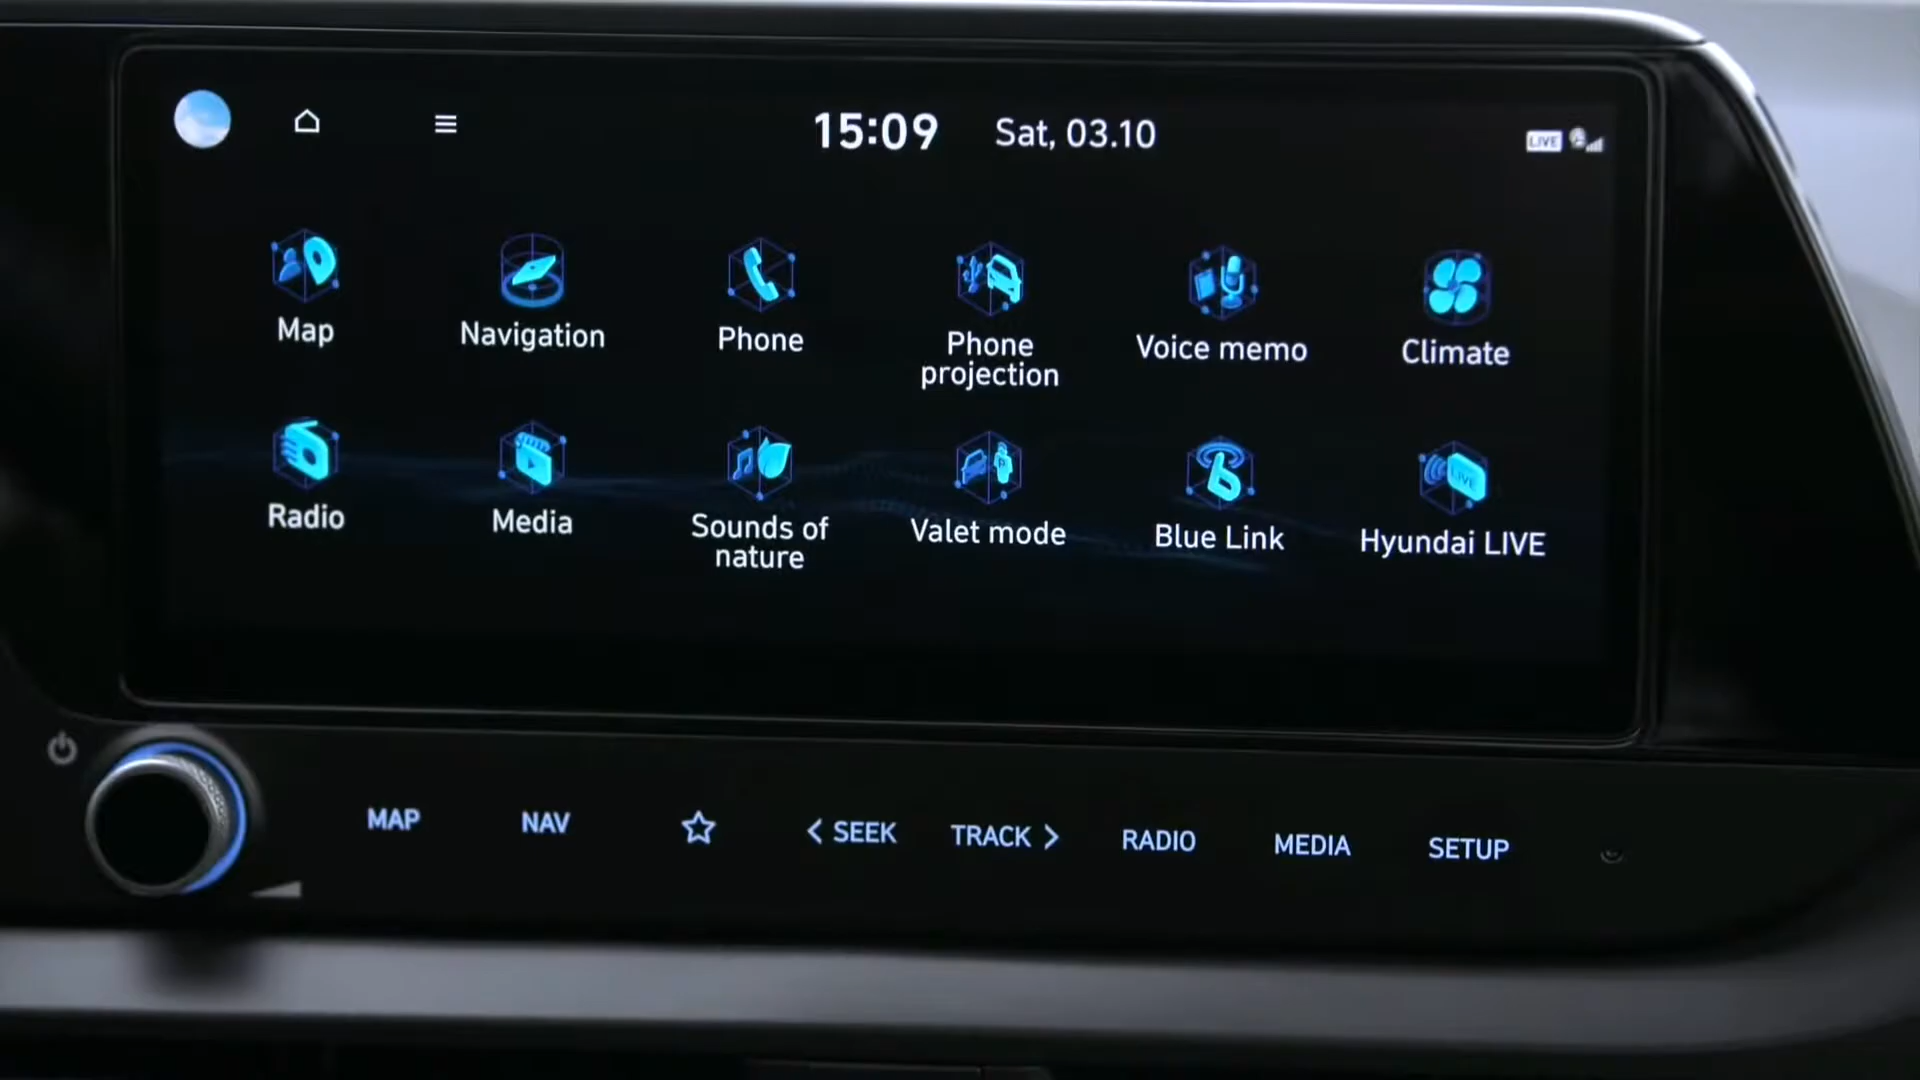 15:09 Sat, 03.10 LIVE
Map Navigation Phone Phone projection Voice memo Climate
Radio Media Sounds of nature Valet mode Blue Link LIVE Hyundai LIVE
MAP NAV < SEEK TRACK > RADIO MEDIA SETUP